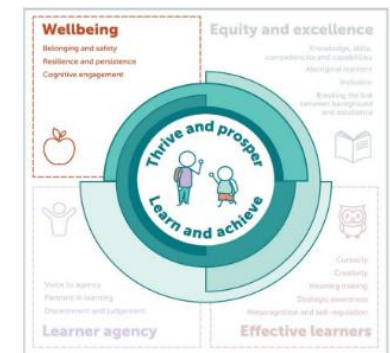 Wellbeing
Belonging and safety
Resilience and persistence
Cognitive engagement
Equity and excellence
Knowledge, skills,
competencies and capabilities
Aboriginal learners
Inclusion
Breaking the link
between background
and excellence
Thrive and prosper
Learn and achieve
Voice to agency
Partners in learning
Discernment and judgement
Learner agency
Curiosity
Creativity
Meaning making
Strategic awareness
Metacognition and self-regulation
Effective learners